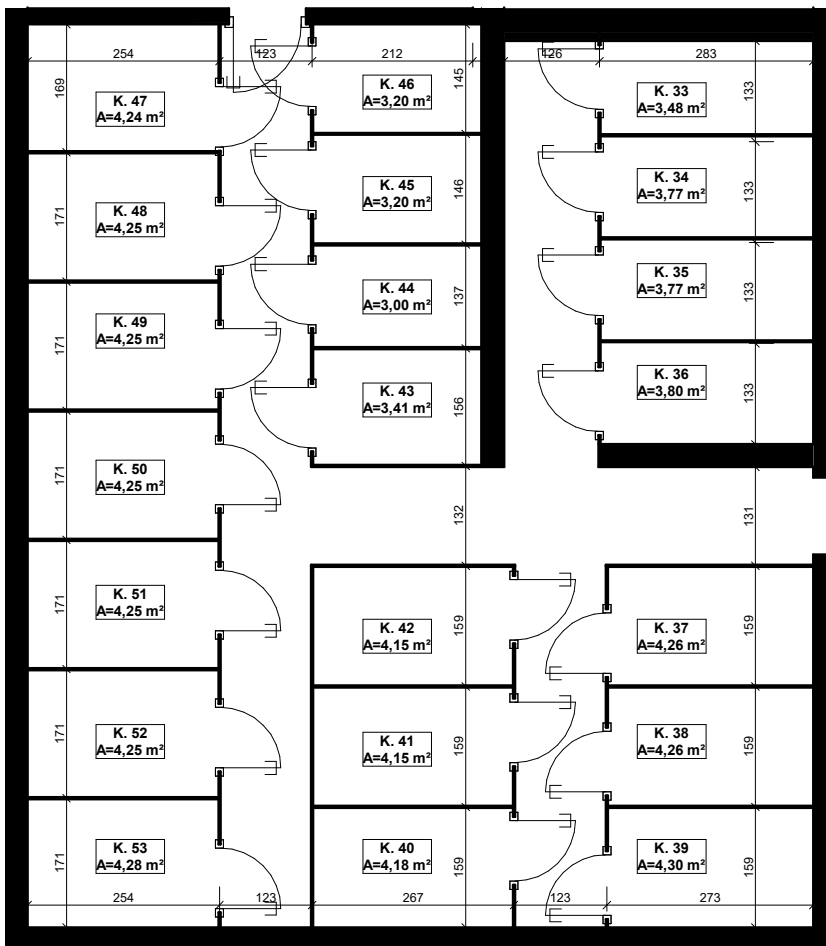 254
123
212
126
283
169
K. 47
A=4,24 m²
K. 46
A=3,20 m²
145
K. 33
A=3,48 m²
133
171
K. 48
A=4,25 m²
K. 45
A=3,20 m²
146
K. 34
A=3,77 m²
133
171
K. 49
A=4,25 m²
K. 44
A=3,00 m²
137
K. 35
A=3,77 m²
133
K. 43
A=3,41 m²
156
K. 36
A=3,80 m²
133
171
K. 50
A=4,25 m²
132
131
171
K. 51
A=4,25 m²
K. 42
A=4,15 m²
159
K. 37
A=4,26 m²
159
171
K. 52
A=4,25 m²
K. 41
A=4,15 m²
159
K. 38
A=4,26 m²
159
171
K. 53
A=4,28 m²
K. 40
A=4,18 m²
159
K. 39
A=4,30 m²
159
254
123
267
123
273